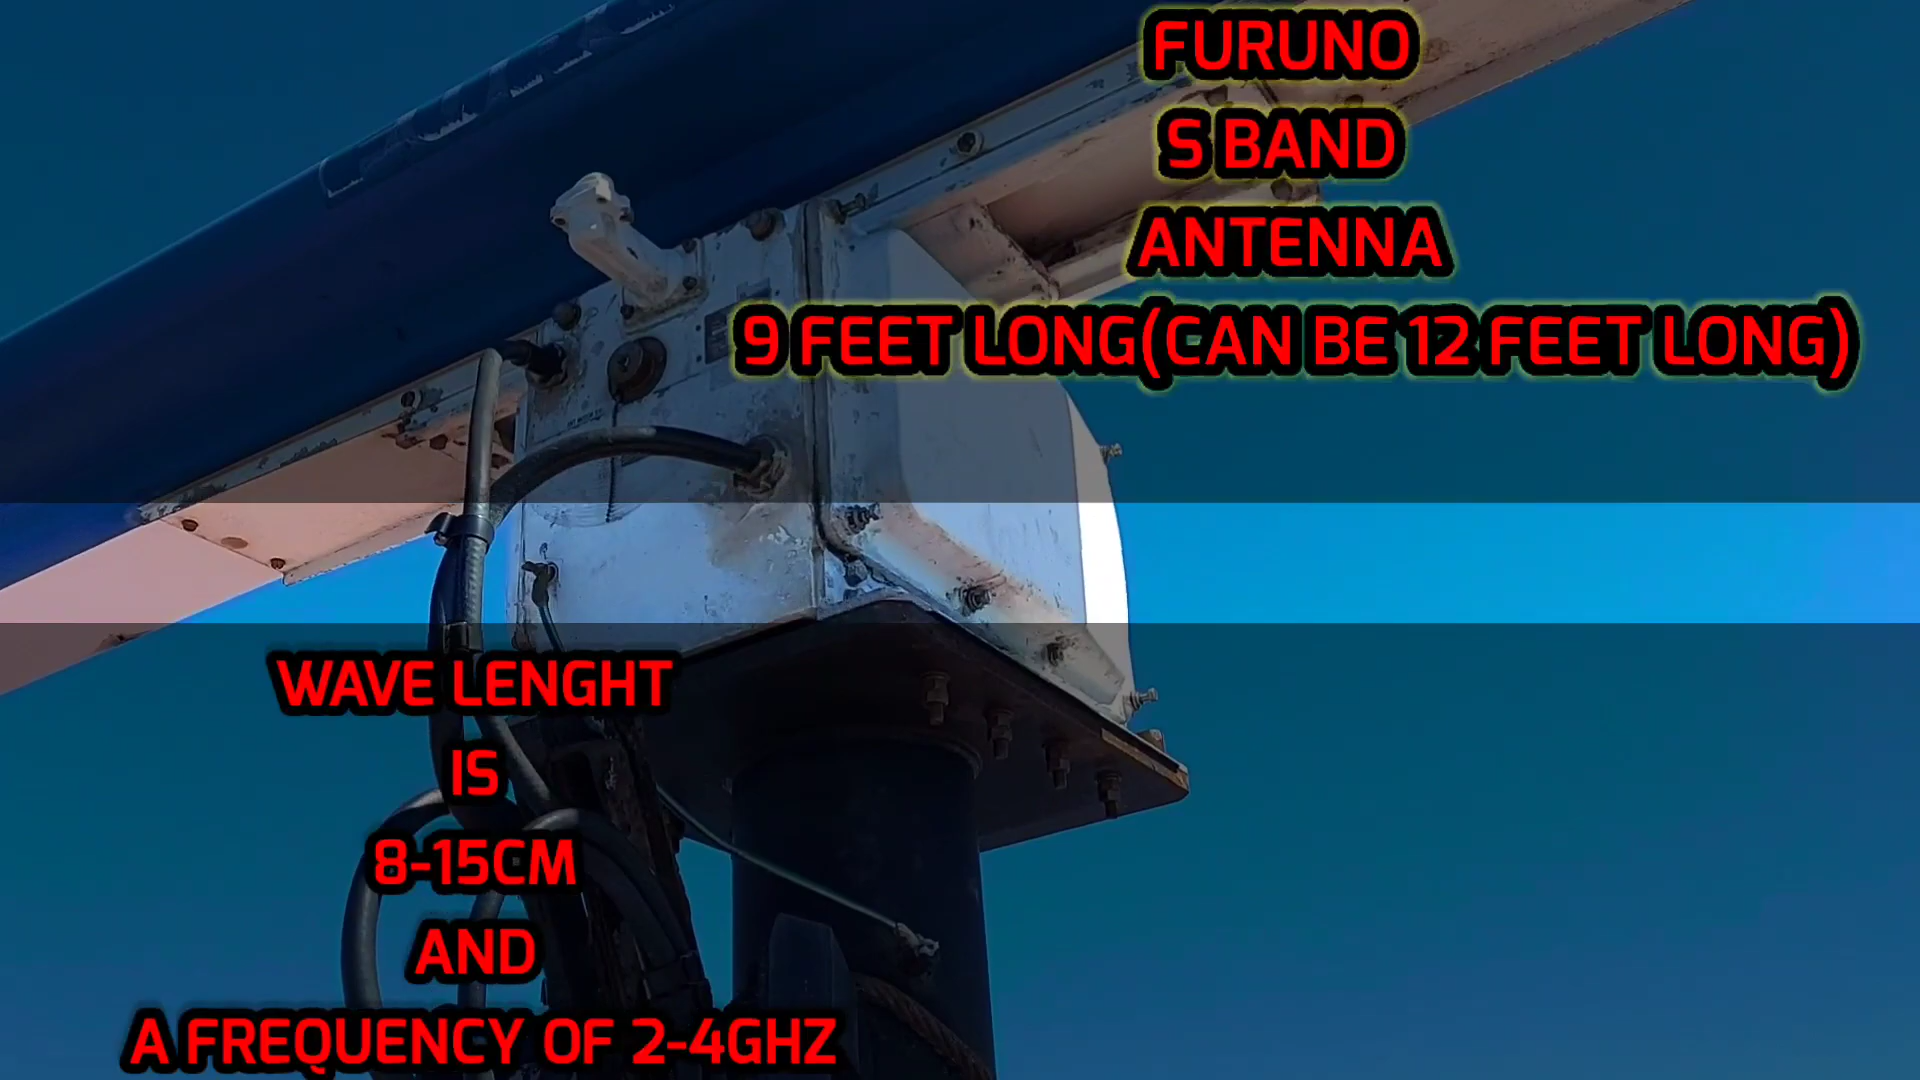 FURUNO
S BAND
ANTENNA
9 FEET LONG(CAN BE 12 FEET LONG)
WAVE LENGHT
IS
8-15CM
AND
A FREQUENCY OF 2-4GHZ